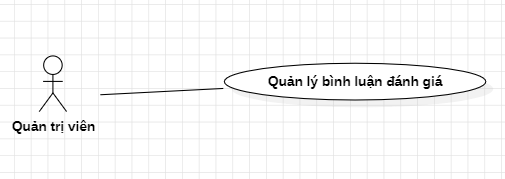 Quản lý bình luận đánh giá
Quản trị viên